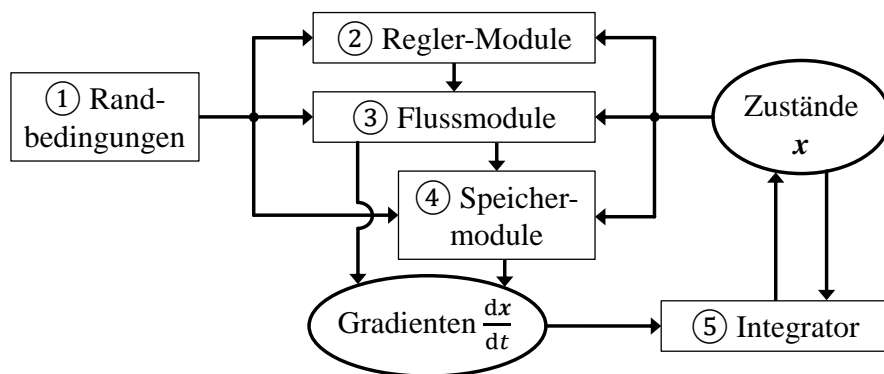 ② Regler-Module
① Rand-
bedingungen
③ Flussmodule
Zustände
x
④ Speicher-
module
Gradienten dx/dt
⑤ Integrator